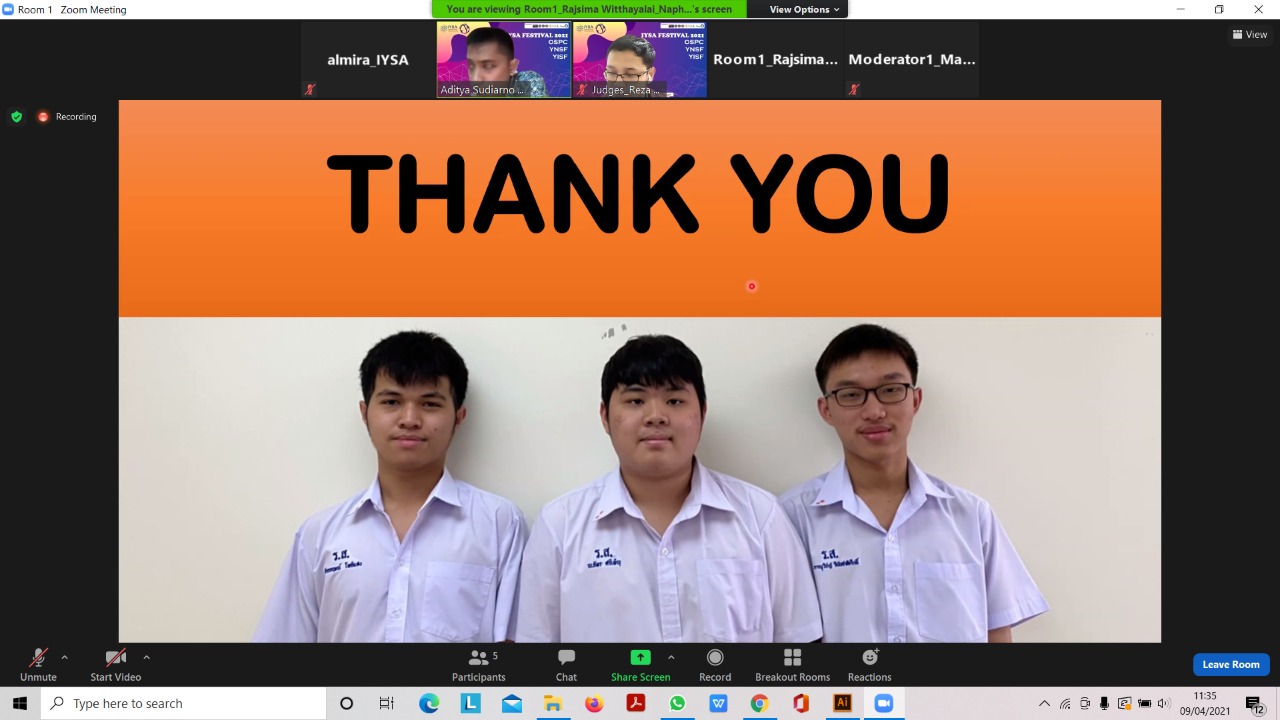 Room 1 Zoom Meeting
You are viewing Room1_Rajsima Witthayalai_Naph...'s screen
View Options
View
almira_IYSA
IYSA FESTIVAL 2021
OSPC
YNSF
YISF
Aditya Sudiarno ...
IYSA FESTIVAL 2021
OSPC
YNSF
YISF
Judges_Reza ...
Room1_Rajsima...
Moderator1_Ma...
Recording
THANK YOU
ร.ส.
ร.ส.
ร.ส.
Unmute
Start Video
Participants
5
Chat
Share Screen
Record
Breakout Rooms
Reactions
Leave Room
Type here to search
11:35
09/04/2021
12